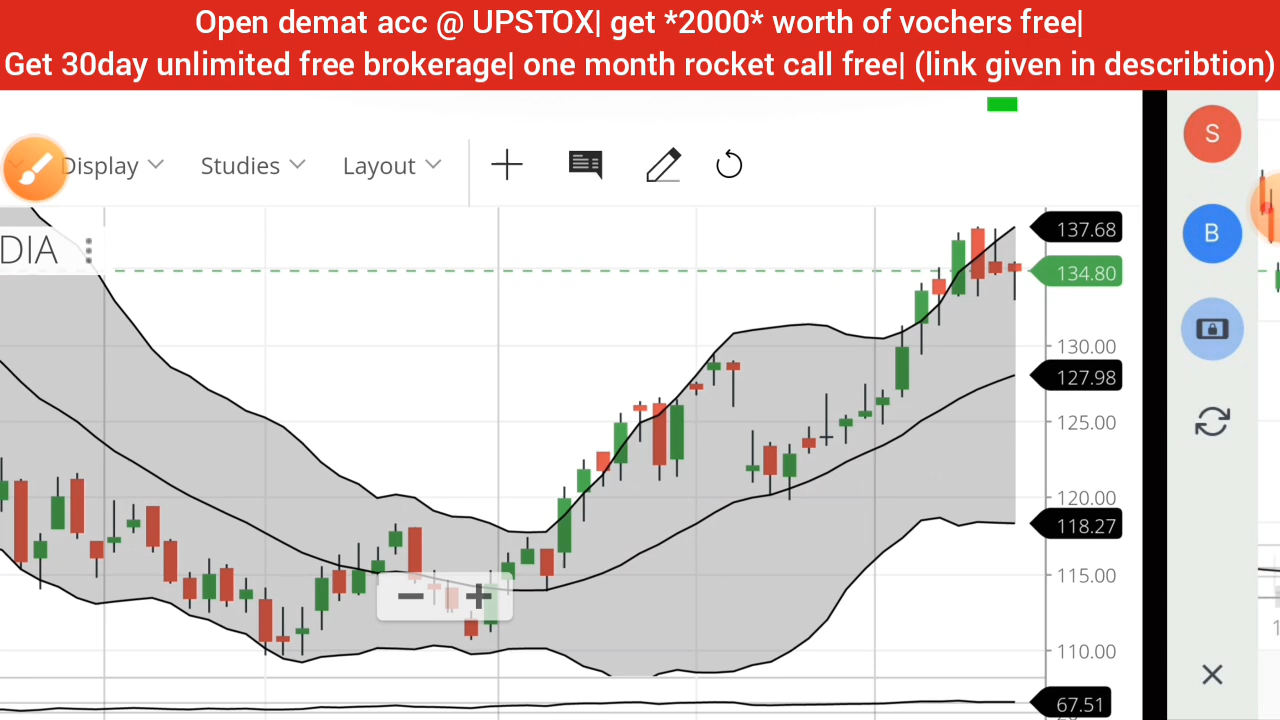 Open demat acc @ UPSTOX| get *2000* worth of vochers free|
Get 30day unlimited free brokerage| one month rocket call free| (link given in describtion)
Display Studies Layout
S
B
DIA
137.68
134.80
130.00
127.98
125.00
120.00
118.27
115.00
110.00
67.51